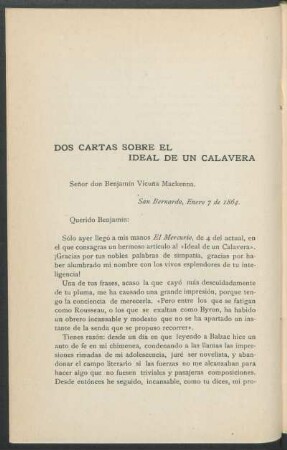 DOS CARTAS SOBRE EL
IDEAL DE UN CALAVERA
Señor don Benjamin Vicuña Mackenna.
San Bernardo, Enero 7 de 1864.
Querido Benjamin:
Sólo ayer llegó a mis manos El Mercurio, de 4 del actual, en
el que consagras un hermoso artículo al «Ideal de un Calavera».
¡Gracias por tus nobles palabras de simpatía, gracias por ha-
ber alumbrado mi nombre con los vivos esplendores de tu in-
teligencia!
Una de tus frases, acaso la que cayó mas descuidadamente
de tu pluma, me ha causado una inmensa impresión, porque ten-
go la conciencia de merecerla. «Pero entre los que se fatigan
como Rousseau, o los que se exaltan como Byron, ha habido
un obrero incansable y modesto que no se ha apartado un ins-
tante de la senda que se propuso recorrer».
Tienes razón: desde un día en que leyendo a Balzac hice un
auto de fe en mi chimenea, condenando a las llamas las impre-
siones rimadas de mi adolescencia, juré ser novelista, y aban-
donar el campo literario si las fuerzas no me alcanzaban para
hacer algo que no fuesen triviales y pasajeras composiciones.
Desde entónces he seguido, incansable, como tu dices, mi pro-